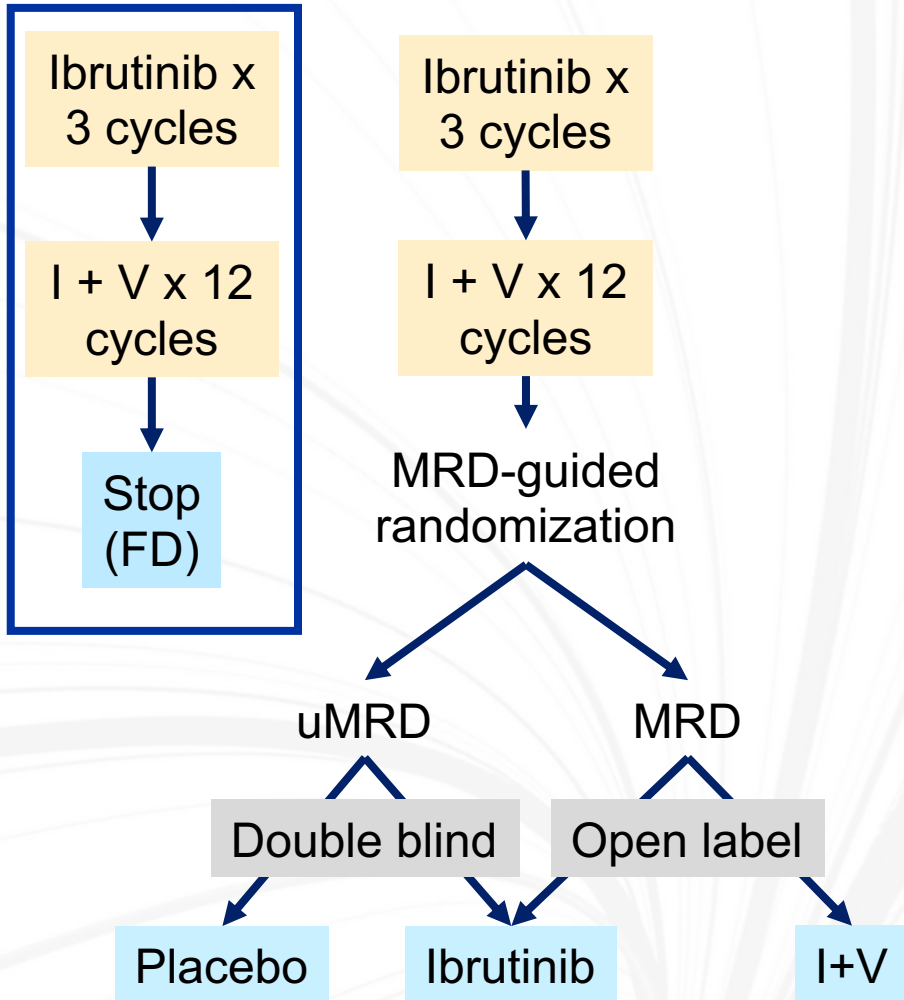 Ibrutinib x
3 cycles
I + V x 12
cycles
Stop
(FD)
Ibrutinib x
3 cycles
I + V x 12
cycles
MRD-guided
randomization
uMRD
MRD
Double blind
Open label
Placebo
Ibrutinib
I+V